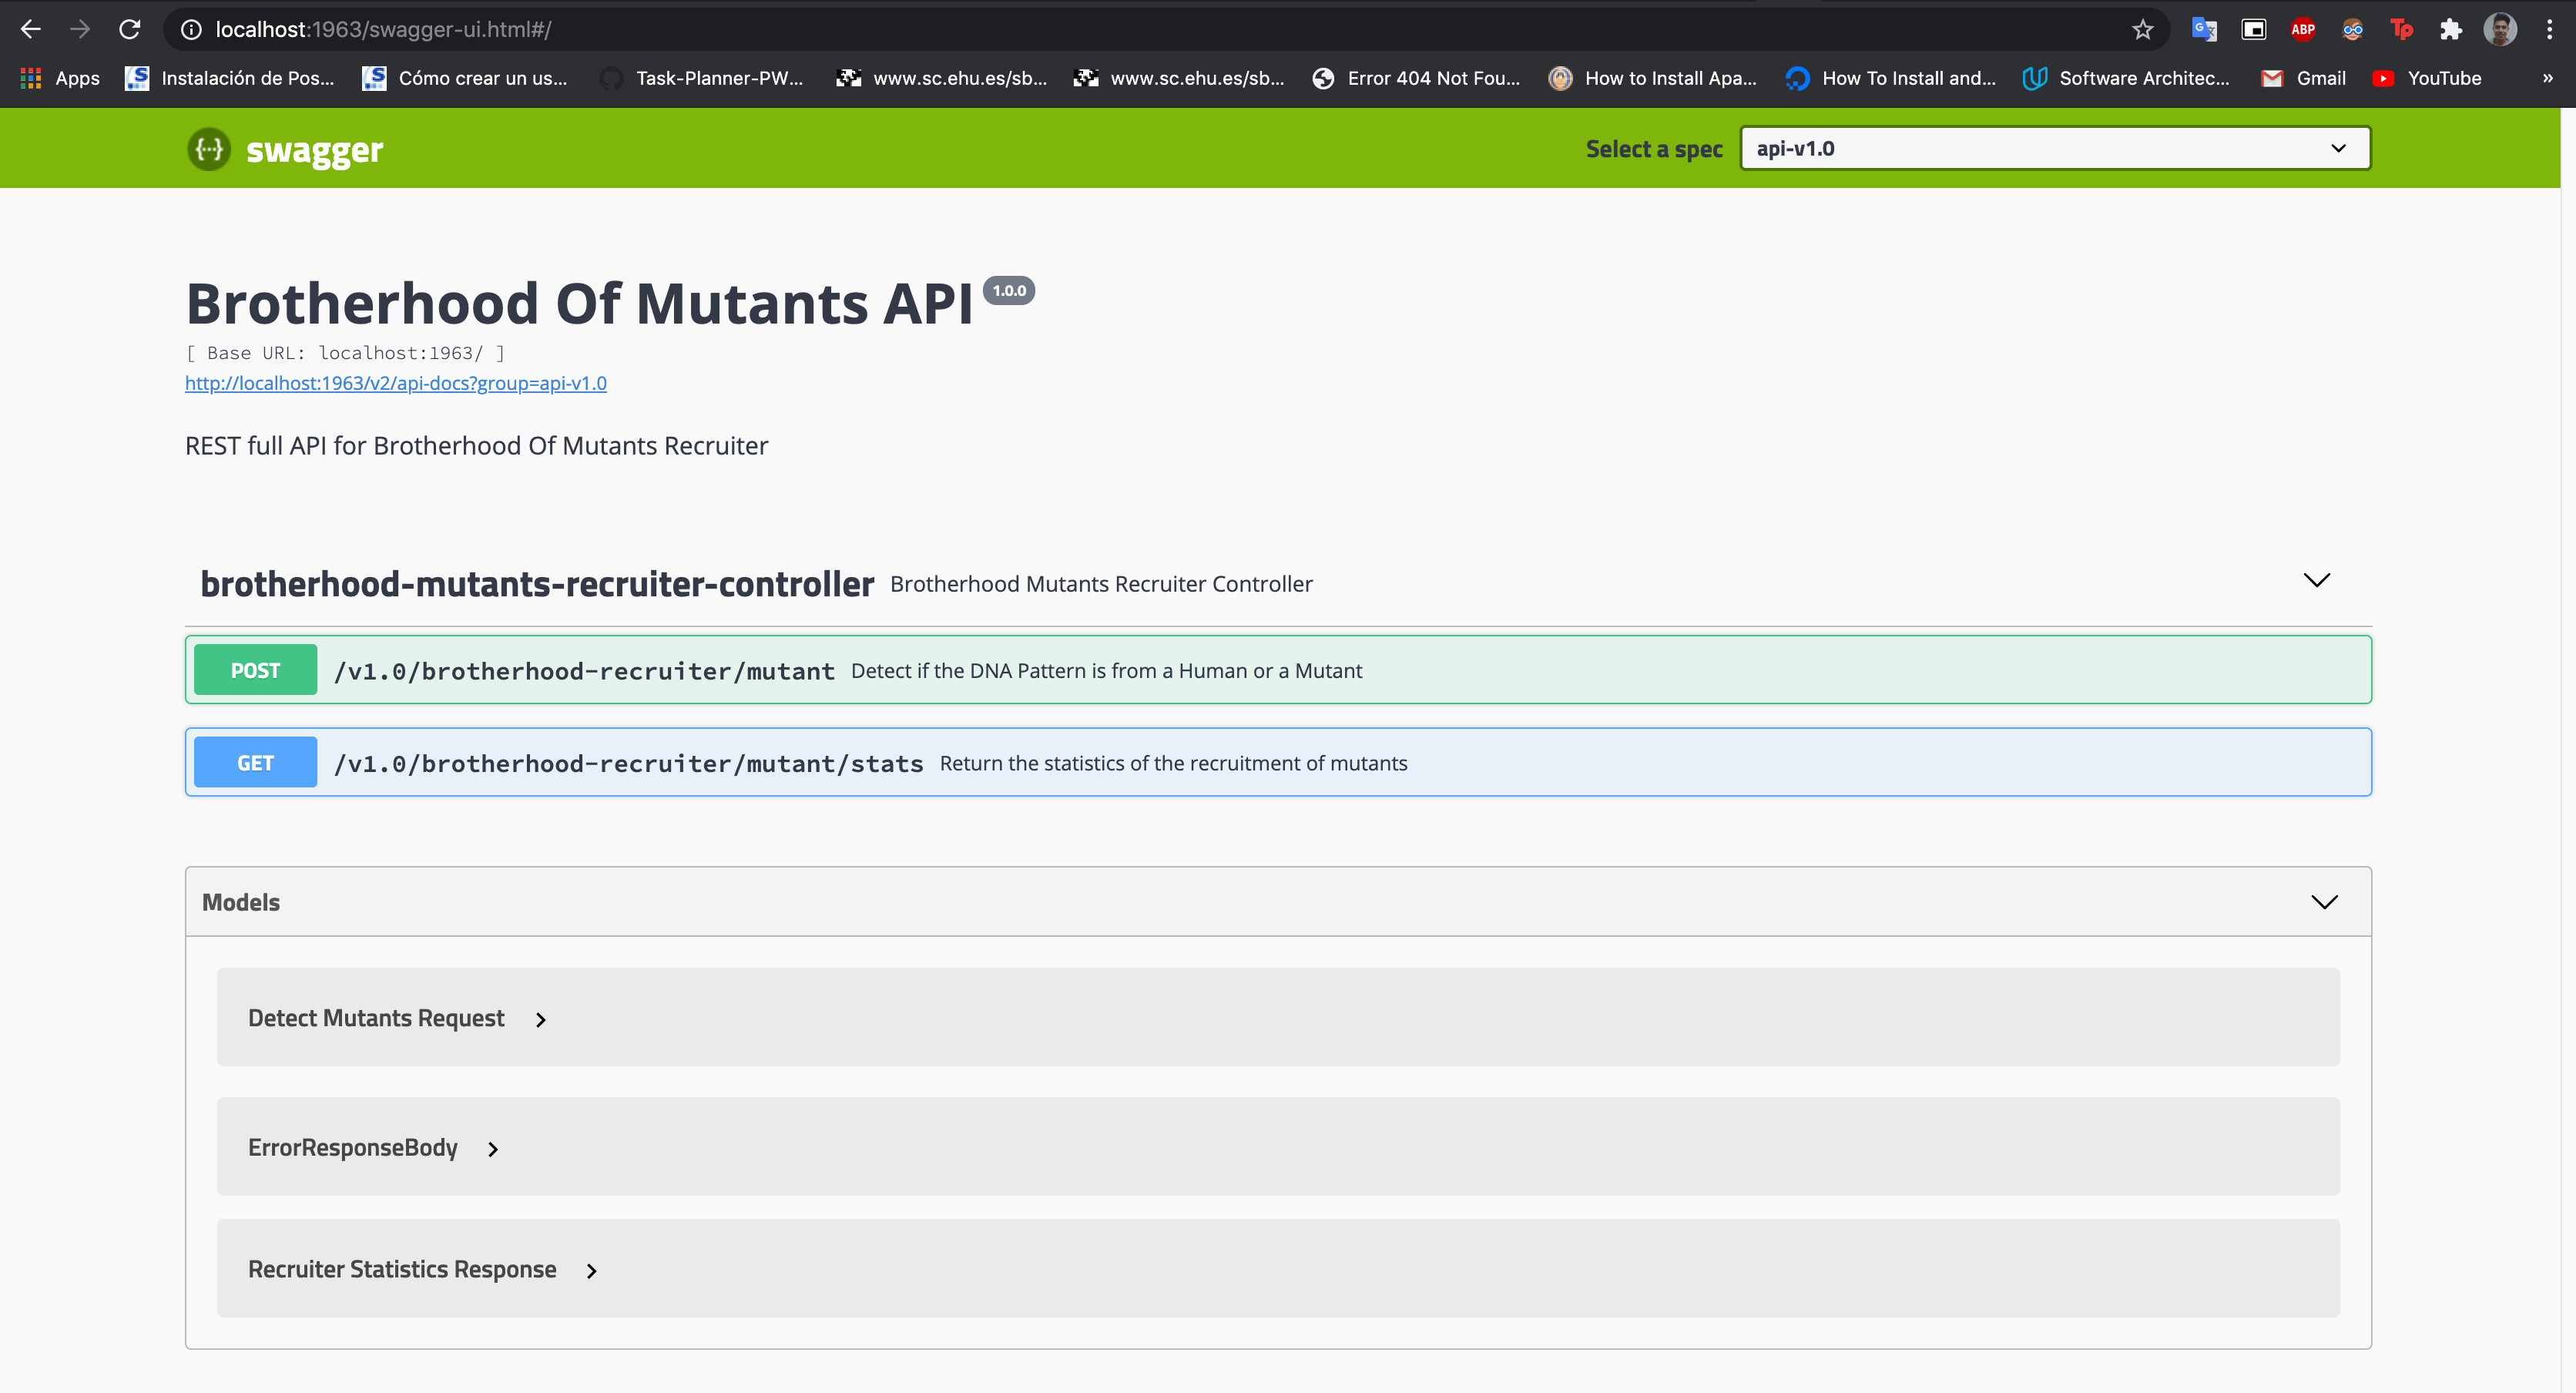 localhost:1963/swagger-ui.html#/
ABP
Tp
Apps
Instalación de Pos...
Cómo crear un us...
Task-Planner-PW...
www.sc.ehu.es/sb...
www.sc.ehu.es/sb...
Error 404 Not Fou...
How to Install Apa...
How To Install and...
Software Architec...
Gmail
YouTube
»
{···} swagger
Select a spec
api-v1.0
Brotherhood Of Mutants API 1.0.0
[ Base URL: localhost:1963/ ]
http://localhost:1963/v2/api-docs?group=api-v1.0
REST full API for Brotherhood Of Mutants Recruiter
brotherhood-mutants-recruiter-controller Brotherhood Mutants Recruiter Controller
POST /v1.0/brotherhood-recruiter/mutant Detect if the DNA Pattern is from a Human or a Mutant
GET /v1.0/brotherhood-recruiter/mutant/stats Return the statistics of the recruitment of mutants
Models
Detect Mutants Request
ErrorResponseBody
Recruiter Statistics Response